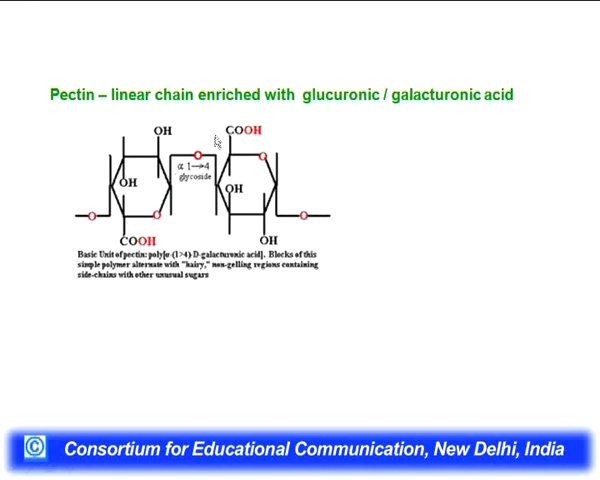 Pectin – linear chain enriched with glucuronic / galacturonic acid
OH
COOH
O
α 1→4
glycoside
O
OH
OH
O
O
O
COOH
OH
Basic Unit of pectin: poly[α-(1>4)-D-galacturonic acid]. Blocks of this
simple polymer alternate with "hairy," non-gelling regions containing
side-chains with other unusual sugars
© Consortium for Educational Communication, New Delhi, India